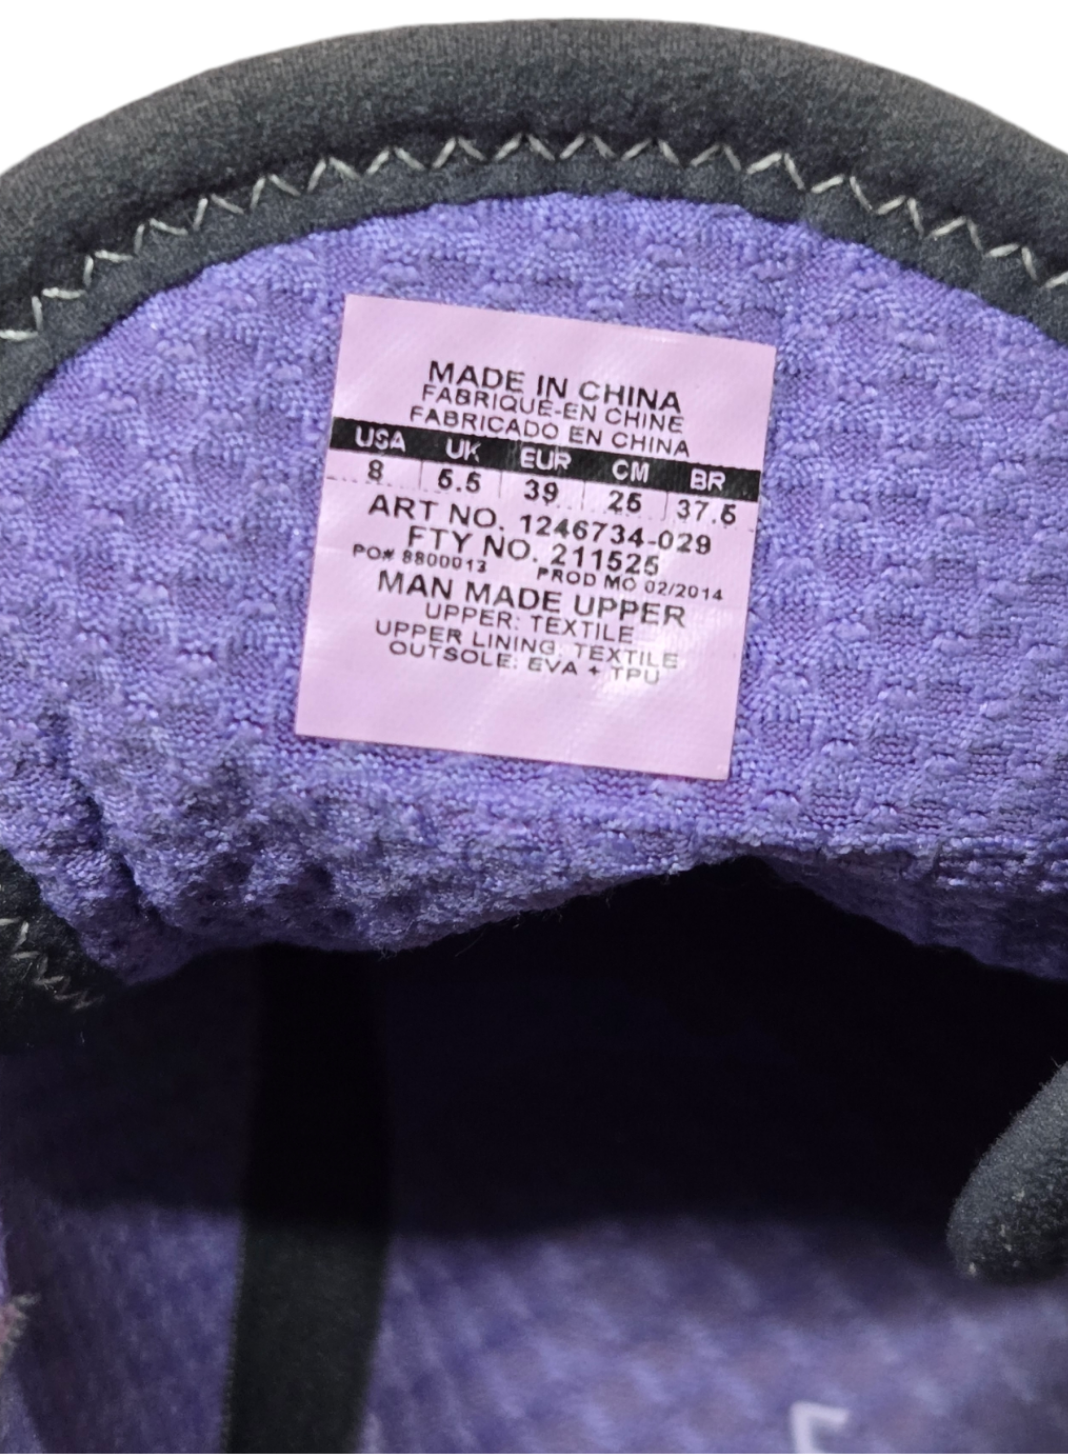 MADE IN CHINA
FABRIQUE-EN CHINE
FABRICADO EN CHINA
USA UK EUR CM BR
8 5.5 39 25 37.5
ART NO. 1246734-029
FTY NO. 211525
PO# 8800013 PROD MO 02/2014
MAN MADE UPPER
UPPER: TEXTILE
UPPER LINING: TEXTILE
OUTSOLE: EVA + TPU